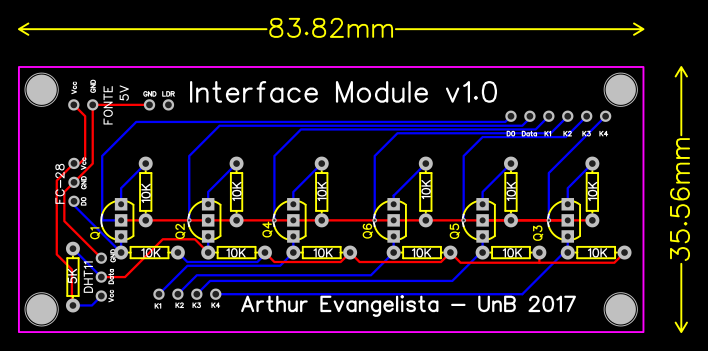 83.82mm
Vcc
GND
FONTE
5V
GND LDR
Interface Module v1.0
D0 Data K1 K2 K3 K4
35.56mm
FC-28
Vcc
GND
D0
10K 10K 10K 10K 10K 10K
Q1 Q2 Q4 Q6 Q5 Q3
10K 10K 10K 10K 10K 10K
5K
DHT11
GND
Data
Vcc
K1 K2 K3 K4
Arthur Evangelista - UnB 2017